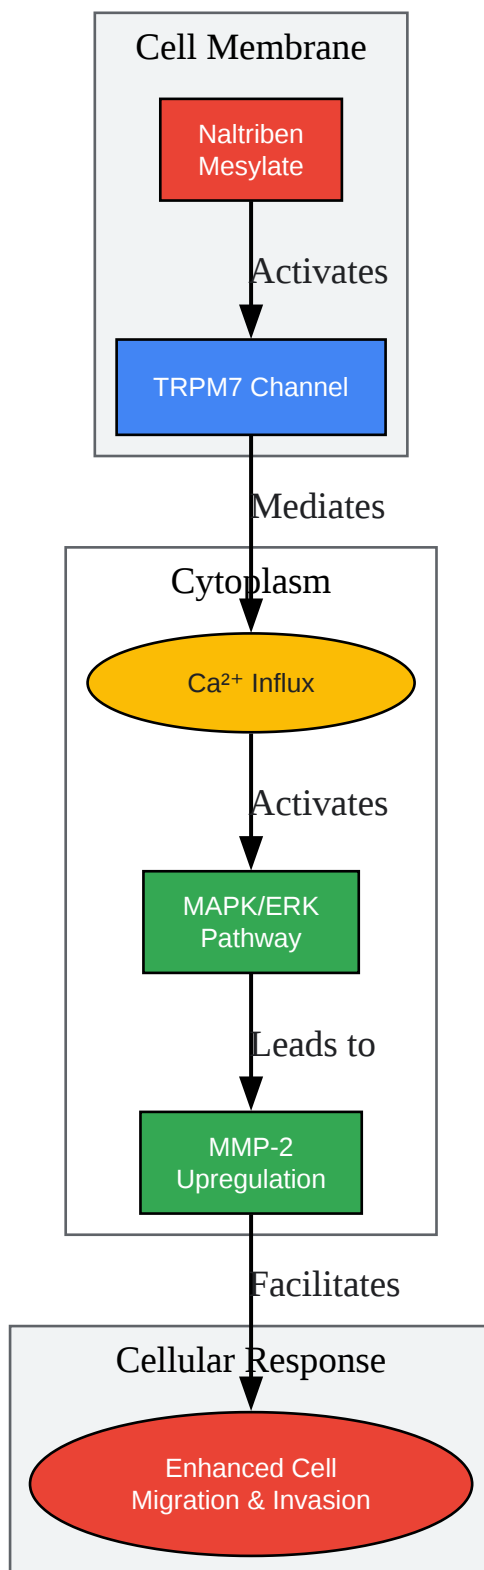 Cell Membrane
Naltriben
Mesylate
Activates
TRPM7 Channel
Mediates
Cytoplasm
Ca²⁺ Influx
Activates
MAPK/ERK
Pathway
Leads to
MMP-2
Upregulation
Facilitates
Cellular Response
Enhanced Cell
Migration & Invasion